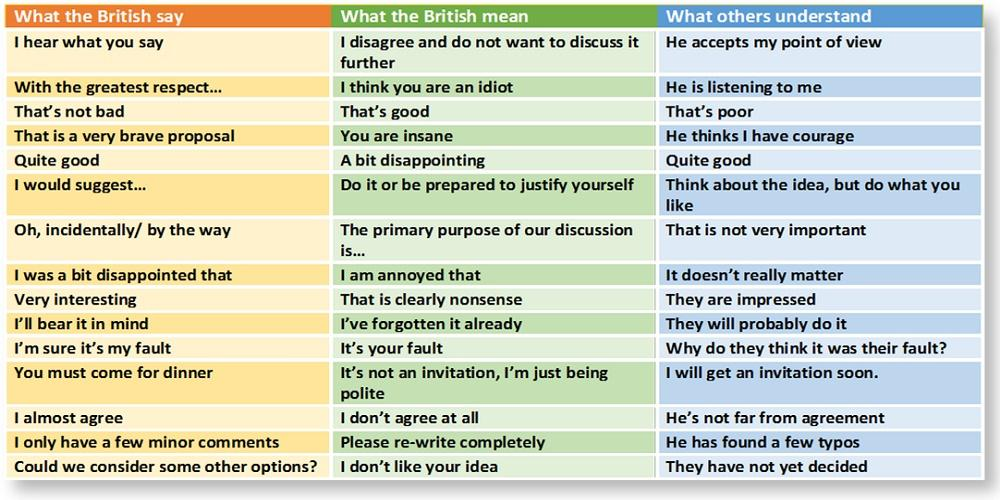 What the British say What the British mean What others understand
I hear what you say I disagree and do not want to discuss it He accepts my point of view
further
With the greatest respect... I think you are an idiot He is listening to me
That's not bad That's good That's poor
That is a very brave proposal You are insane He thinks I have courage
Quite good A bit disappointing Quite good
I would suggest... Do it or be prepared to justify yourself Think about the idea, but do what you
like
Oh, incidentally/ by the way The primary purpose of our discussion That is not very important
is...
I was a bit disappointed that I am annoyed that It doesn't really matter
Very interesting That is clearly nonsense They are impressed
I'll bear it in mind I've forgotten it already They will probably do it
I'm sure it's my fault It's your fault Why do they think it was their fault?
You must come for dinner It's not an invitation, I'm just being I will get an invitation soon.
polite
I almost agree I don't agree at all He's not far from agreement
I only have a few minor comments Please re-write completely He has found a few typos
Could we consider some other options? I don't like your idea They have not yet decided